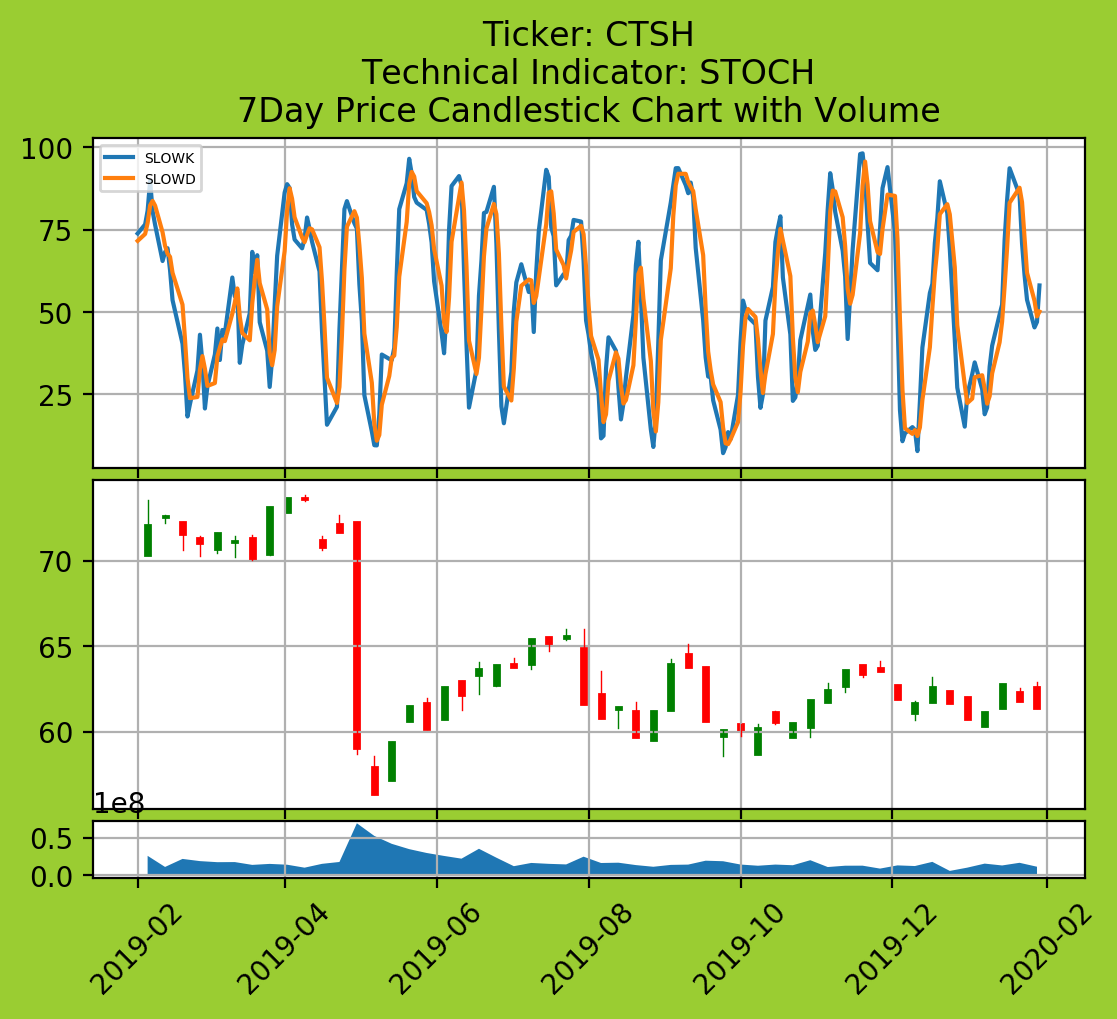 Ticker: CTSH
Technical Indicator: STOCH
7Day Price Candlestick Chart with Volume
100
75
50
25
SLOWK
SLOWD
70
65
60
1e8
0.5
0.0
2019-02
2019-04
2019-06
2019-08
2019-10
2019-12
2020-02